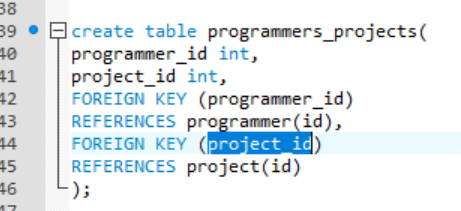 38
39 create table programmers_projects(
40 programmer_id int,
41 project_id int,
42 FOREIGN KEY (programmer_id)
43 REFERENCES programmer(id),
44 FOREIGN KEY (project_id)
45 REFERENCES project(id)
46 );
47